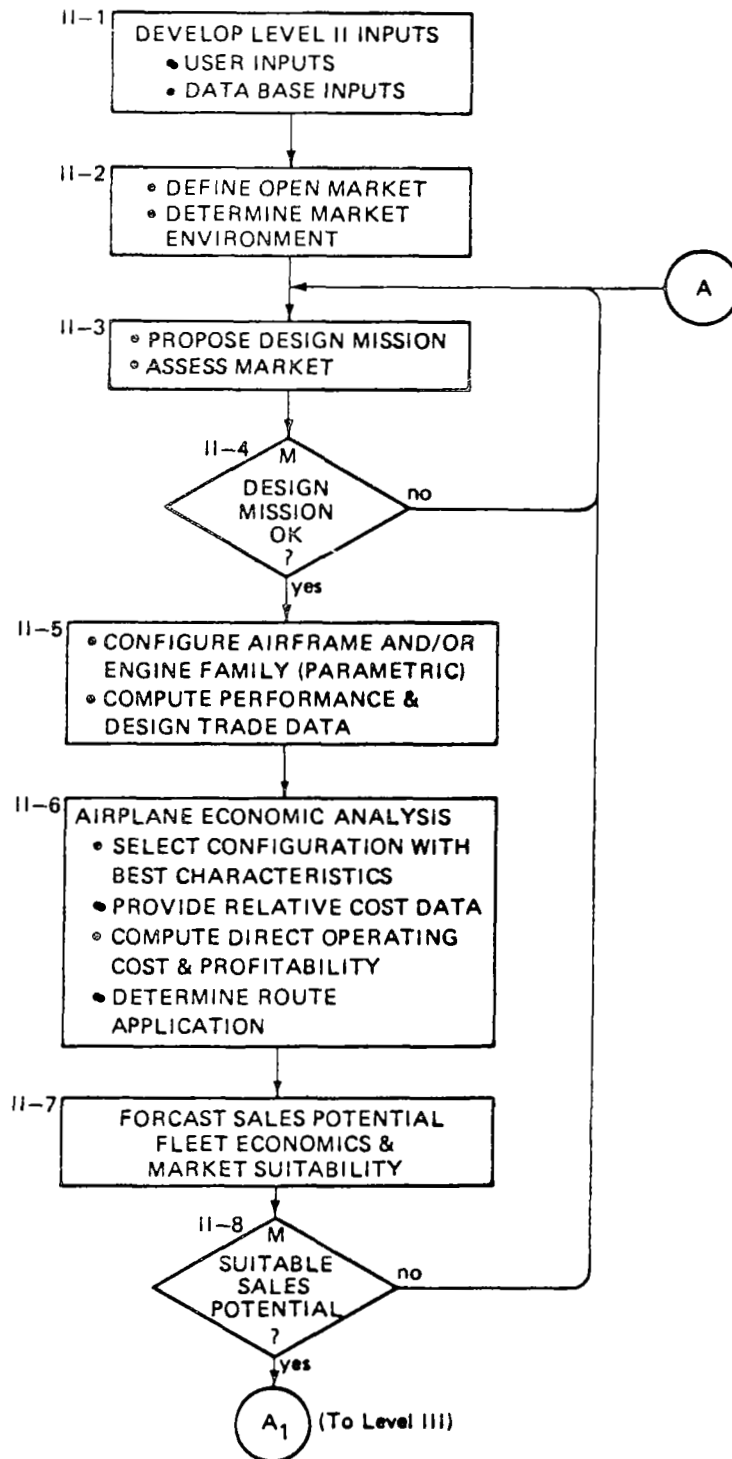 II-1
DEVELOP LEVEL II INPUTS
• USER INPUTS
• DATA BASE INPUTS
II-2
• DEFINE OPEN MARKET
• DETERMINE MARKET
ENVIRONMENT
A
II-3
• PROPOSE DESIGN MISSION
• ASSESS MARKET
II-4
M
DESIGN
MISSION
OK
?
no
yes
II-5
• CONFIGURE AIRFRAME AND/OR
ENGINE FAMILY (PARAMETRIC)
• COMPUTE PERFORMANCE &
DESIGN TRADE DATA
II-6
AIRPLANE ECONOMIC ANALYSIS
• SELECT CONFIGURATION WITH
BEST CHARACTERISTICS
• PROVIDE RELATIVE COST DATA
• COMPUTE DIRECT OPERATING
COST & PROFITABILITY
• DETERMINE ROUTE
APPLICATION
II-7
FORCAST SALES POTENTIAL
FLEET ECONOMICS &
MARKET SUITABILITY
II-8
M
SUITABLE
SALES
POTENTIAL
?
no
yes
A1 (To Level III)